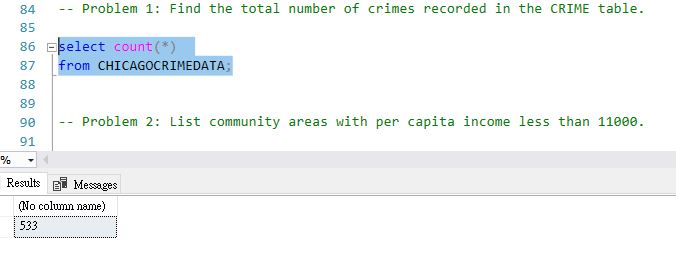 84 -- Problem 1: Find the total number of crimes recorded in the CRIME table.
85
86 select count(*)
87 from CHICAGOCRIMEDATA;
88
89
90 -- Problem 2: List community areas with per capita income less than 11000.
91
%
Results Messages
(No column name)
533